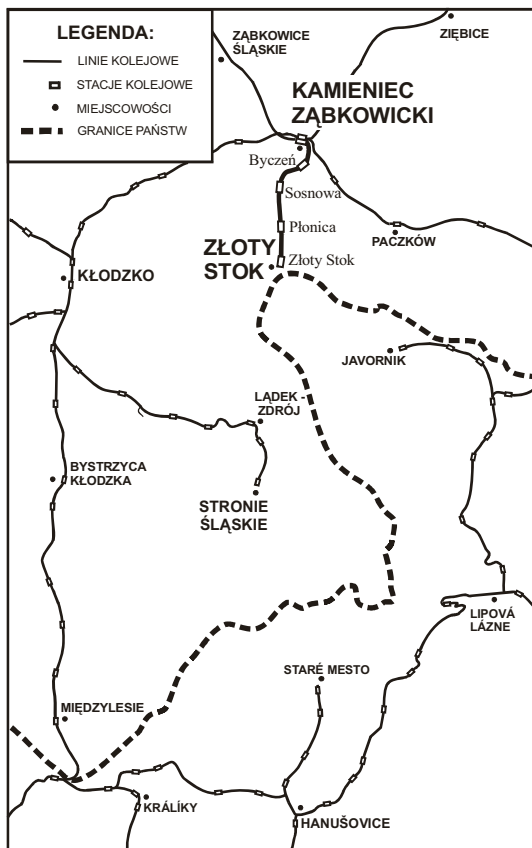 LEGENDA:
LINIE KOLEJOWE
STACJE KOLEJOWE
MIEJSCOWOŚCI
GRANICE PAŃSTW
ZĄBKOWICE
ŚLĄSKIE
ZIĘBICE
KAMIENIEC
ZĄBKOWICKI
Byczeń
Sosnowa
Płonica
PACZKÓW
ZŁOTY
STOK
Złoty Stok
KŁODZKO
JAVORNIK
LĄDEK -
ZDRÓJ
BYSTRZYCA
KŁODZKA
STRONIE
ŚLĄSKIE
LIPOVÁ
LÁZNE
STARÉ MESTO
MIĘDZYLESIE
KRÁLÍKY
HANUŠOVICE